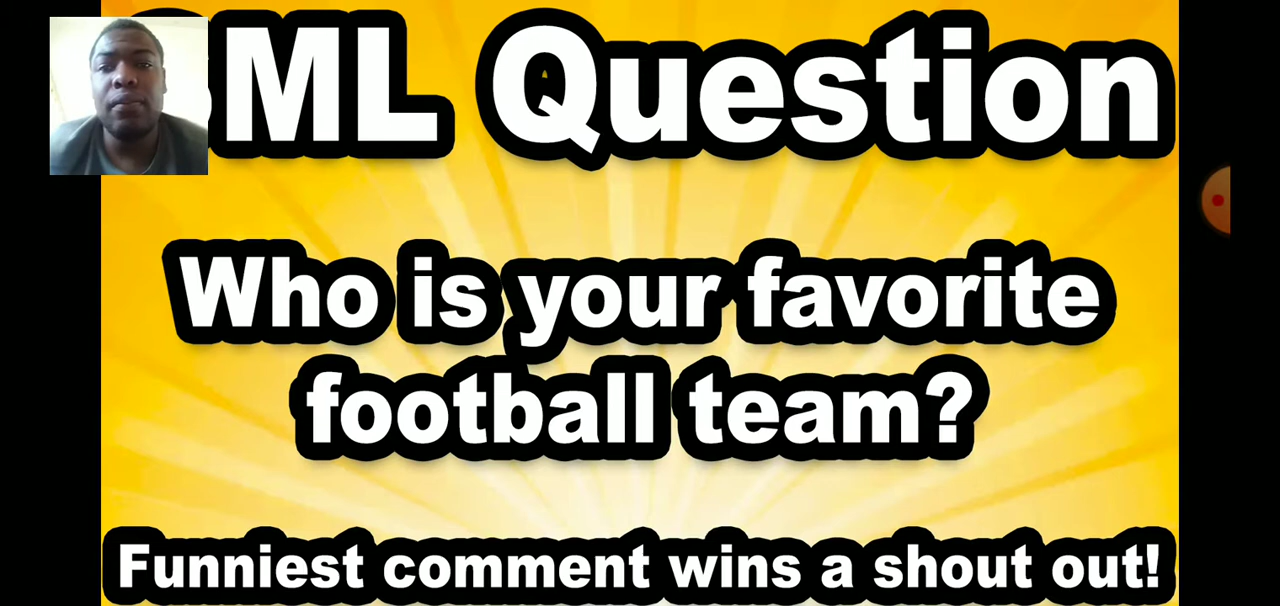 ML Question
Who is your favorite
football team?
Funniest comment wins a shout out!